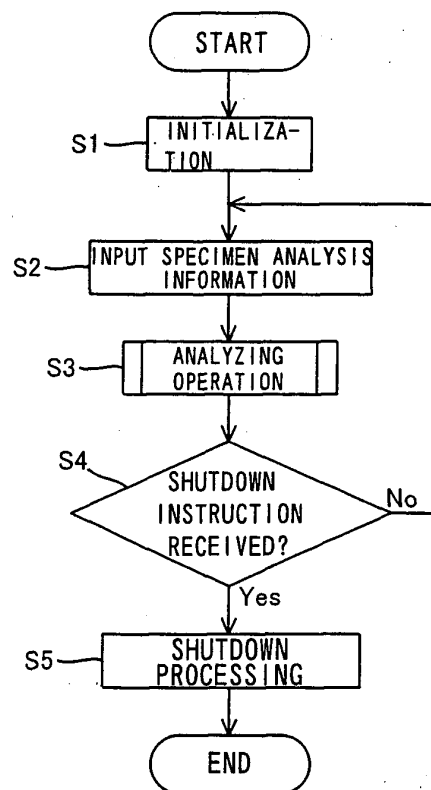 START
S1
INITIALIZA-
TION
S2
INPUT SPECIMEN ANALYSIS
INFORMATION
S3
ANALYZING
OPERATION
S4
SHUTDOWN
INSTRUCTION
RECEIVED?
No
Yes
S5
SHUTDOWN
PROCESSING
END